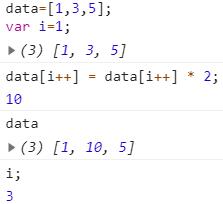 data=[1,3,5];
var i=1;
▶ (3) [1, 3, 5]
data[i++] = data[i++] * 2;
10
data
▶ (3) [1, 10, 5]
i;
3